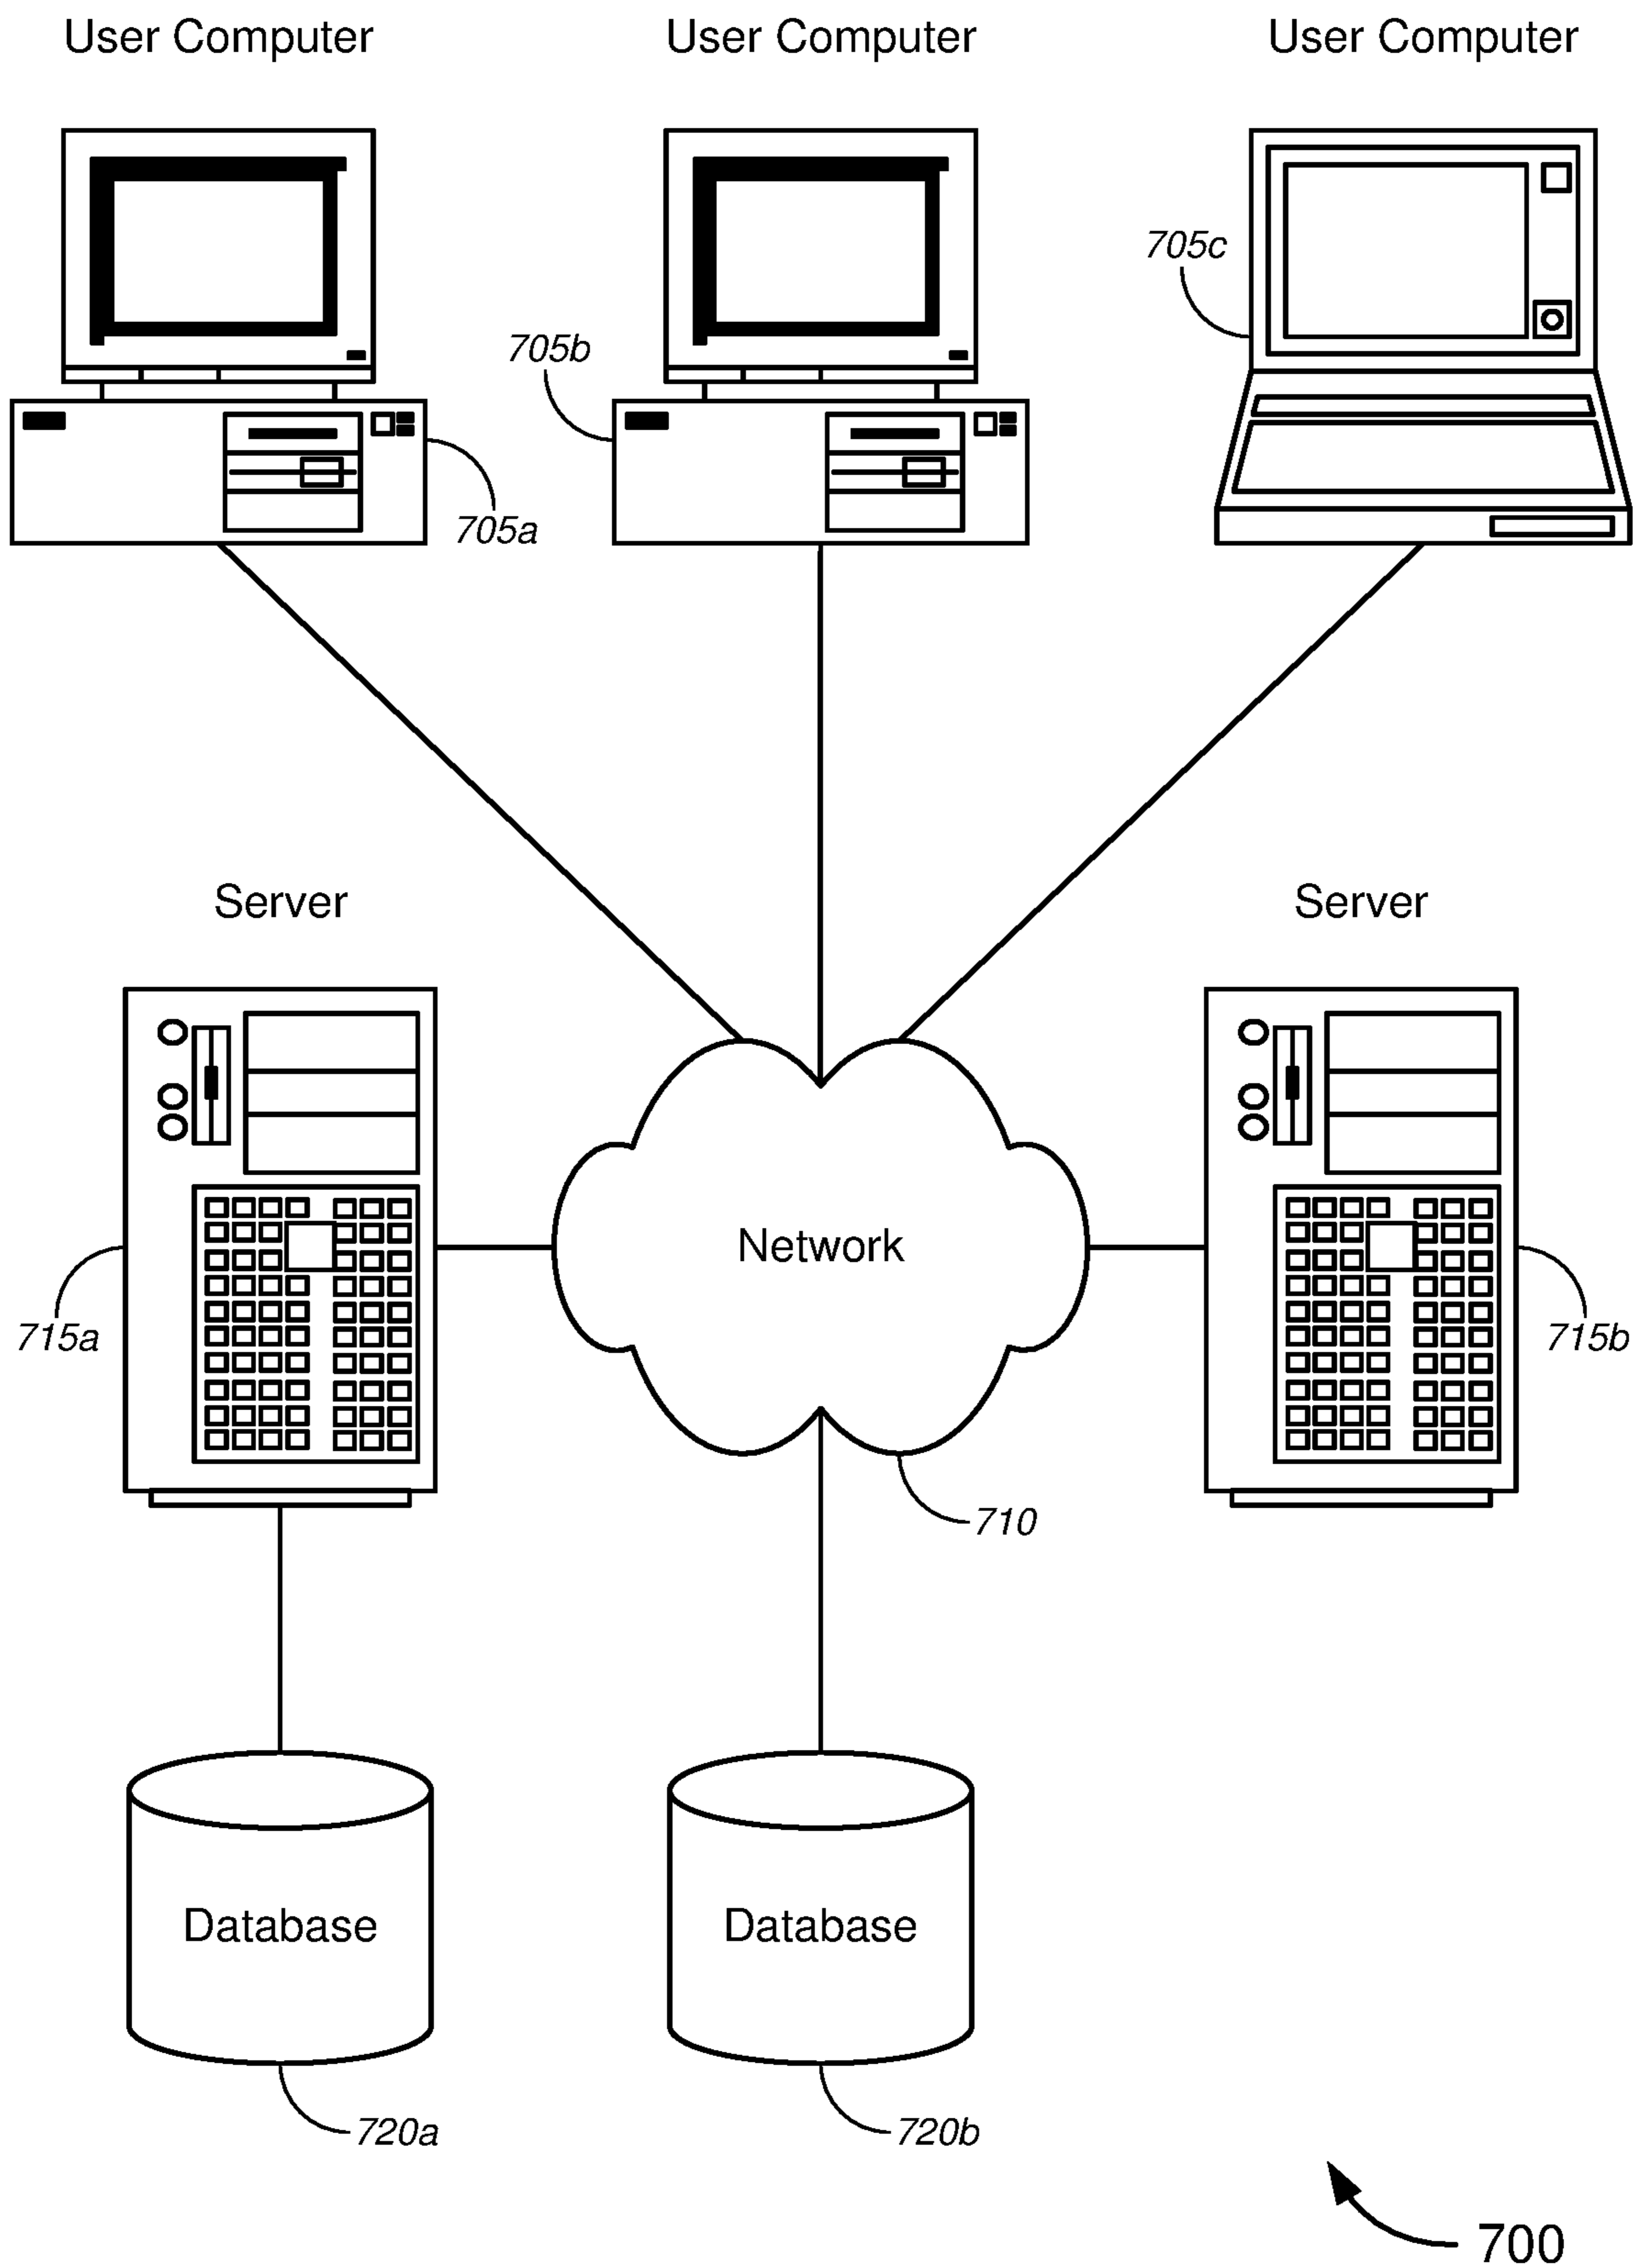 User Computer
User Computer
User Computer
705c
705b
705a
Server
Server
Network
715a
715b
710
Database
Database
720a
720b
700